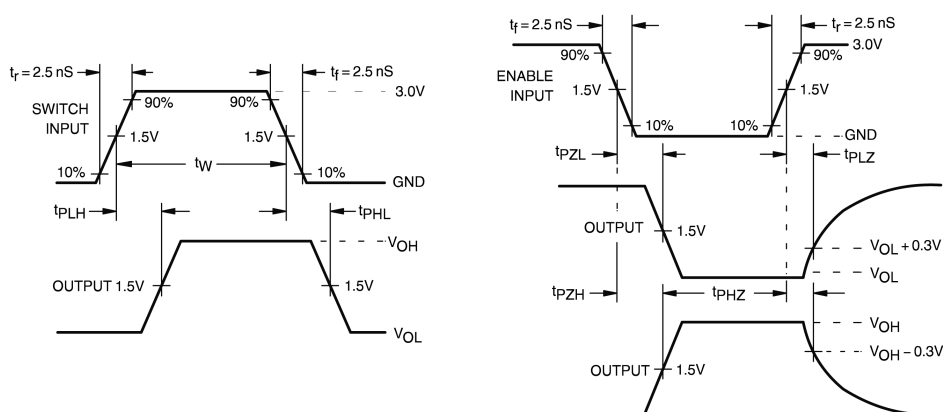 tr = 2.5 nS
tf = 2.5 nS
3.0V
SWITCH
INPUT
90%
90%
1.5V
1.5V
tW
10%
10%
GND
tPLH
tPHL
VOH
OUTPUT 1.5V
1.5V
VOL
tf = 2.5 nS
tr = 2.5 nS
3.0V
90%
90%
ENABLE
INPUT
1.5V
1.5V
10%
10%
GND
tPZL
tPLZ
OUTPUT
1.5V
VOL + 0.3V
VOL
tPZH
tPHZ
VOH
VOH – 0.3V
OUTPUT
1.5V